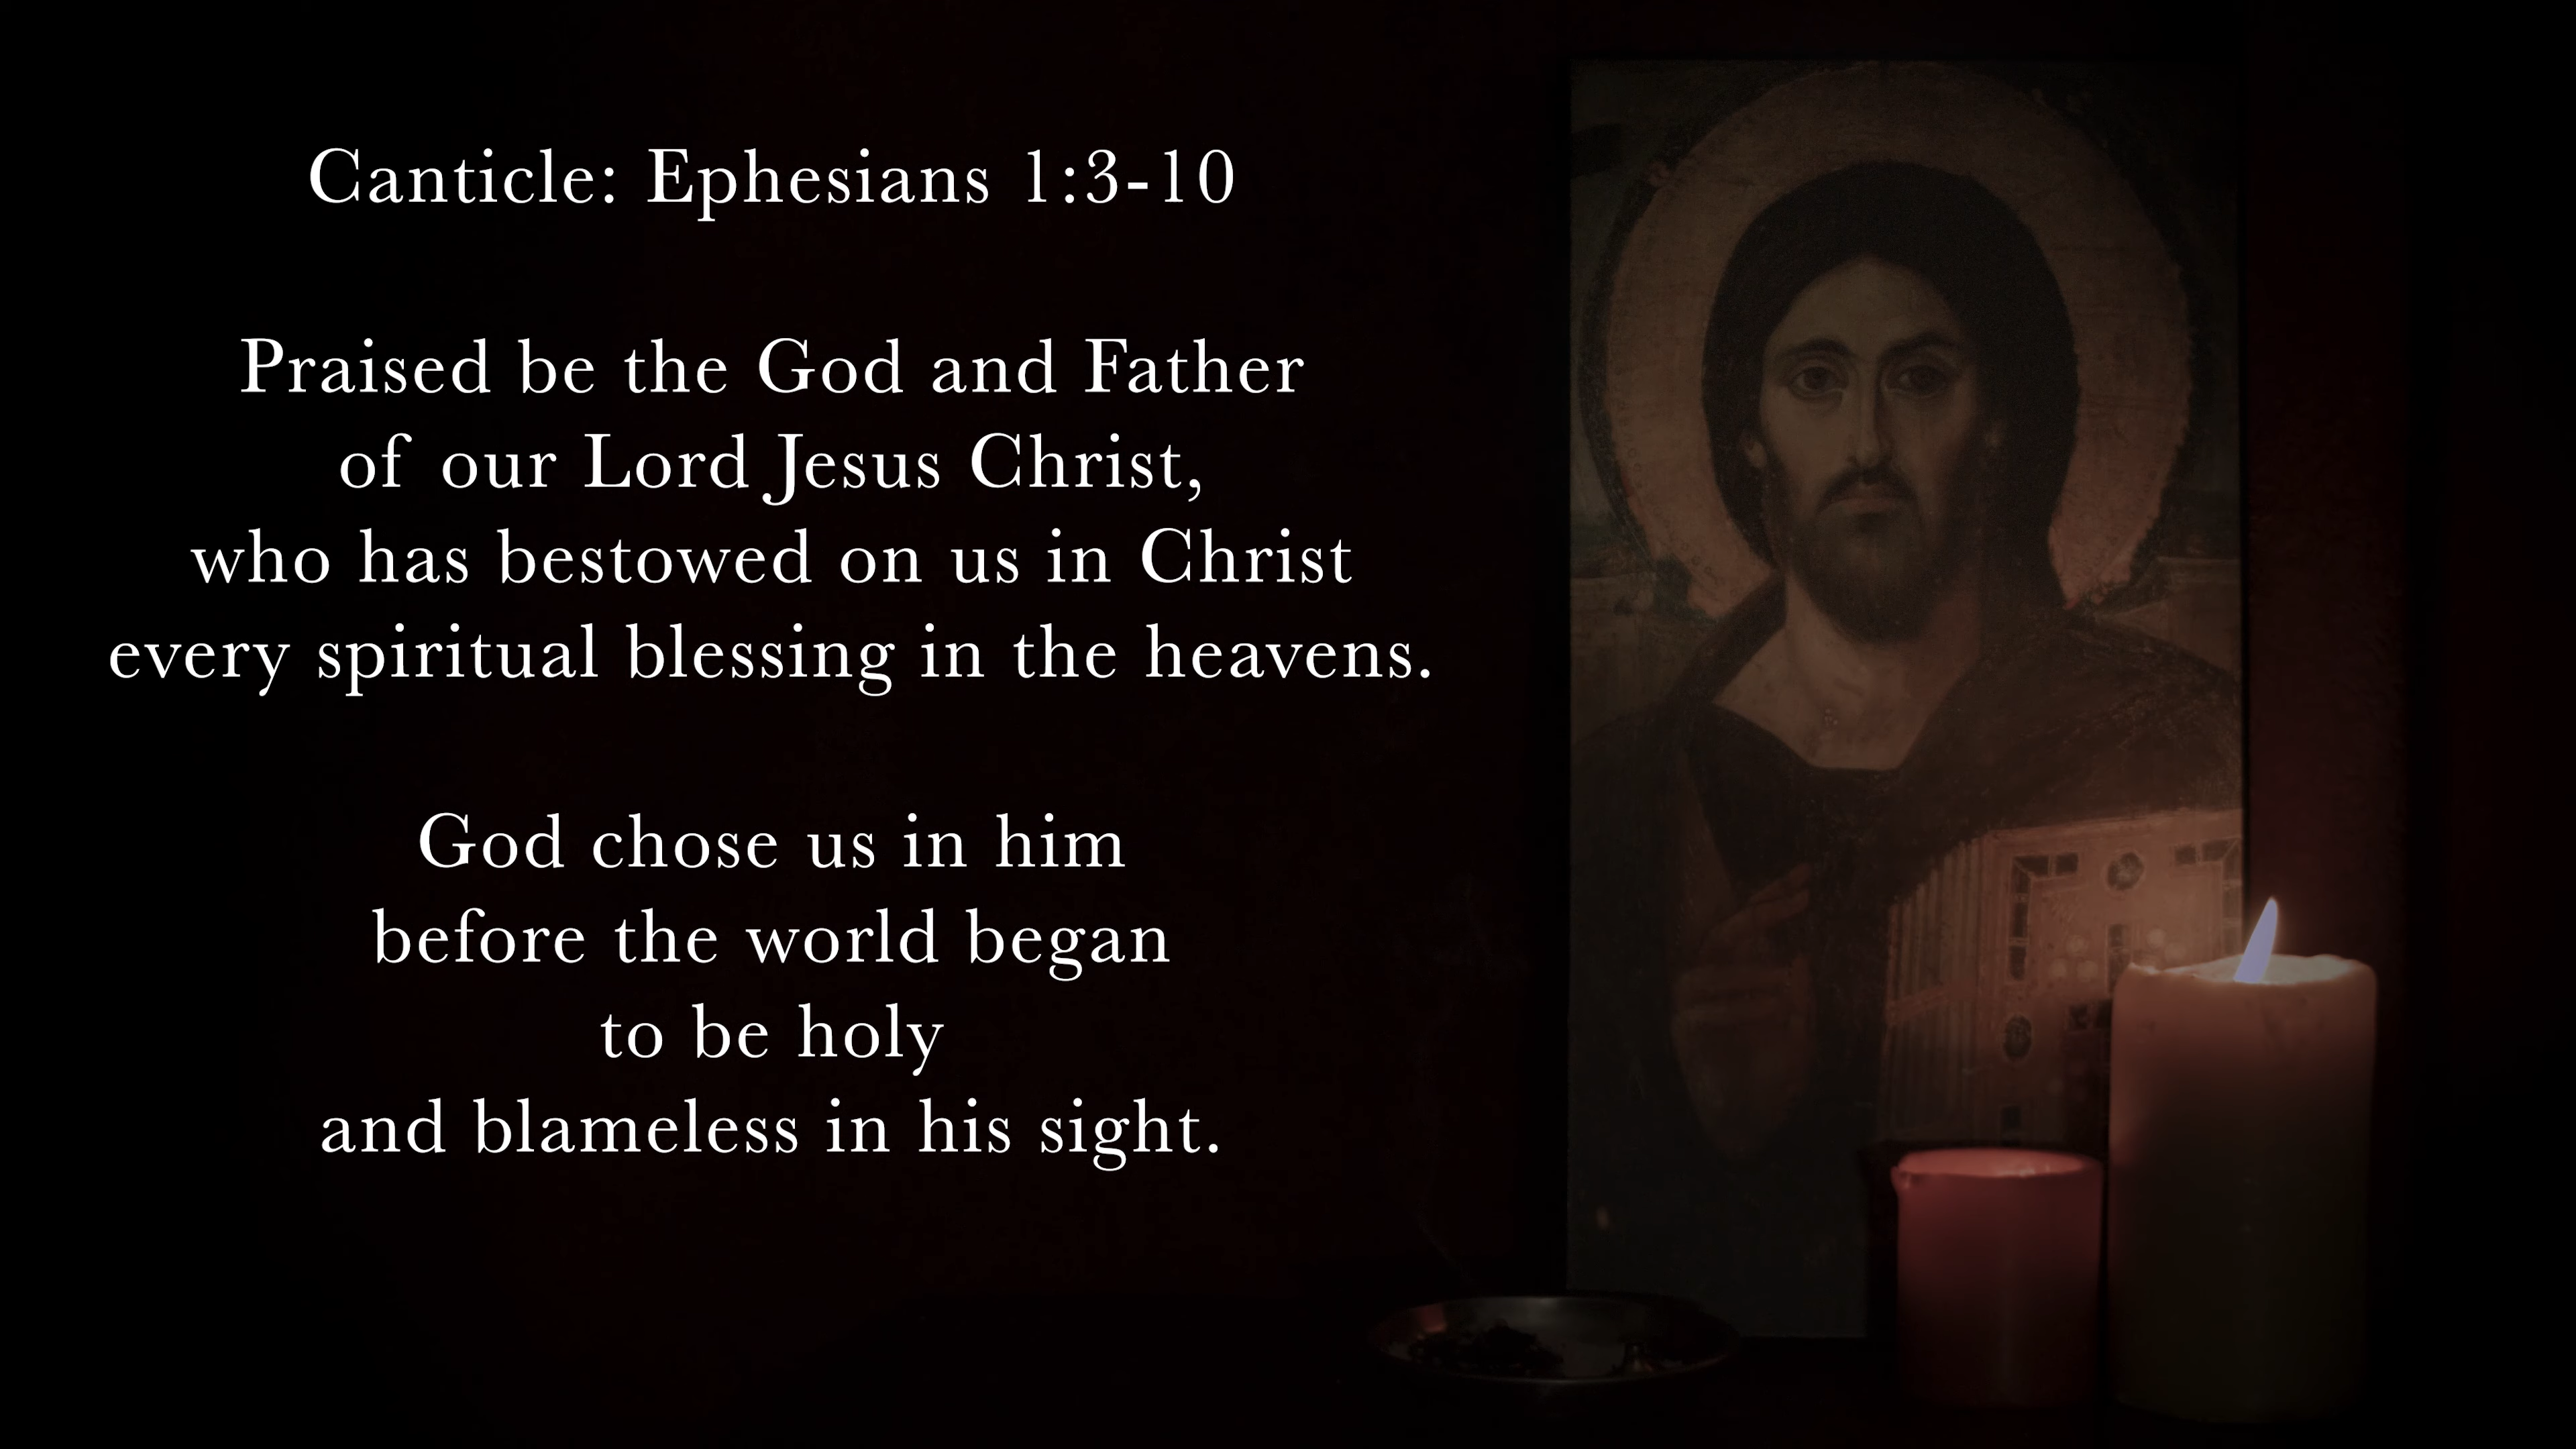 Canticle: Ephesians 1:3-10
Praised be the God and Father
of our Lord Jesus Christ,
who has bestowed on us in Christ
every spiritual blessing in the heavens.
God chose us in him
before the world began
to be holy
and blameless in his sight.